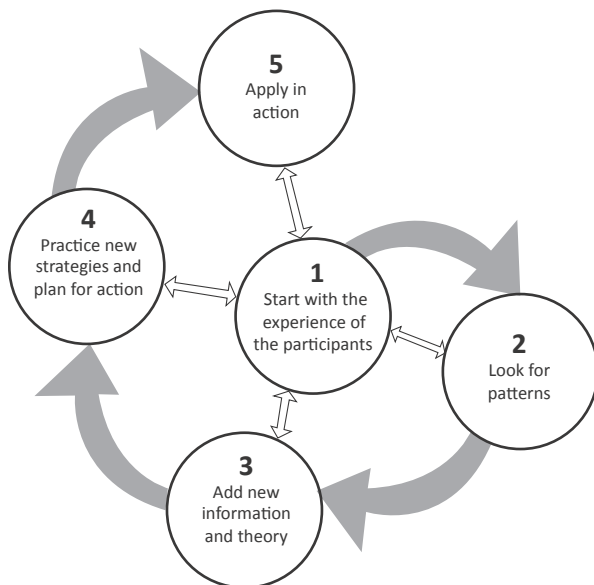 1
Start with the
experience of
the participants
2
Look for
patterns
3
Add new
information
and theory
4
Practice new
strategies and
plan for action
5
Apply in
action